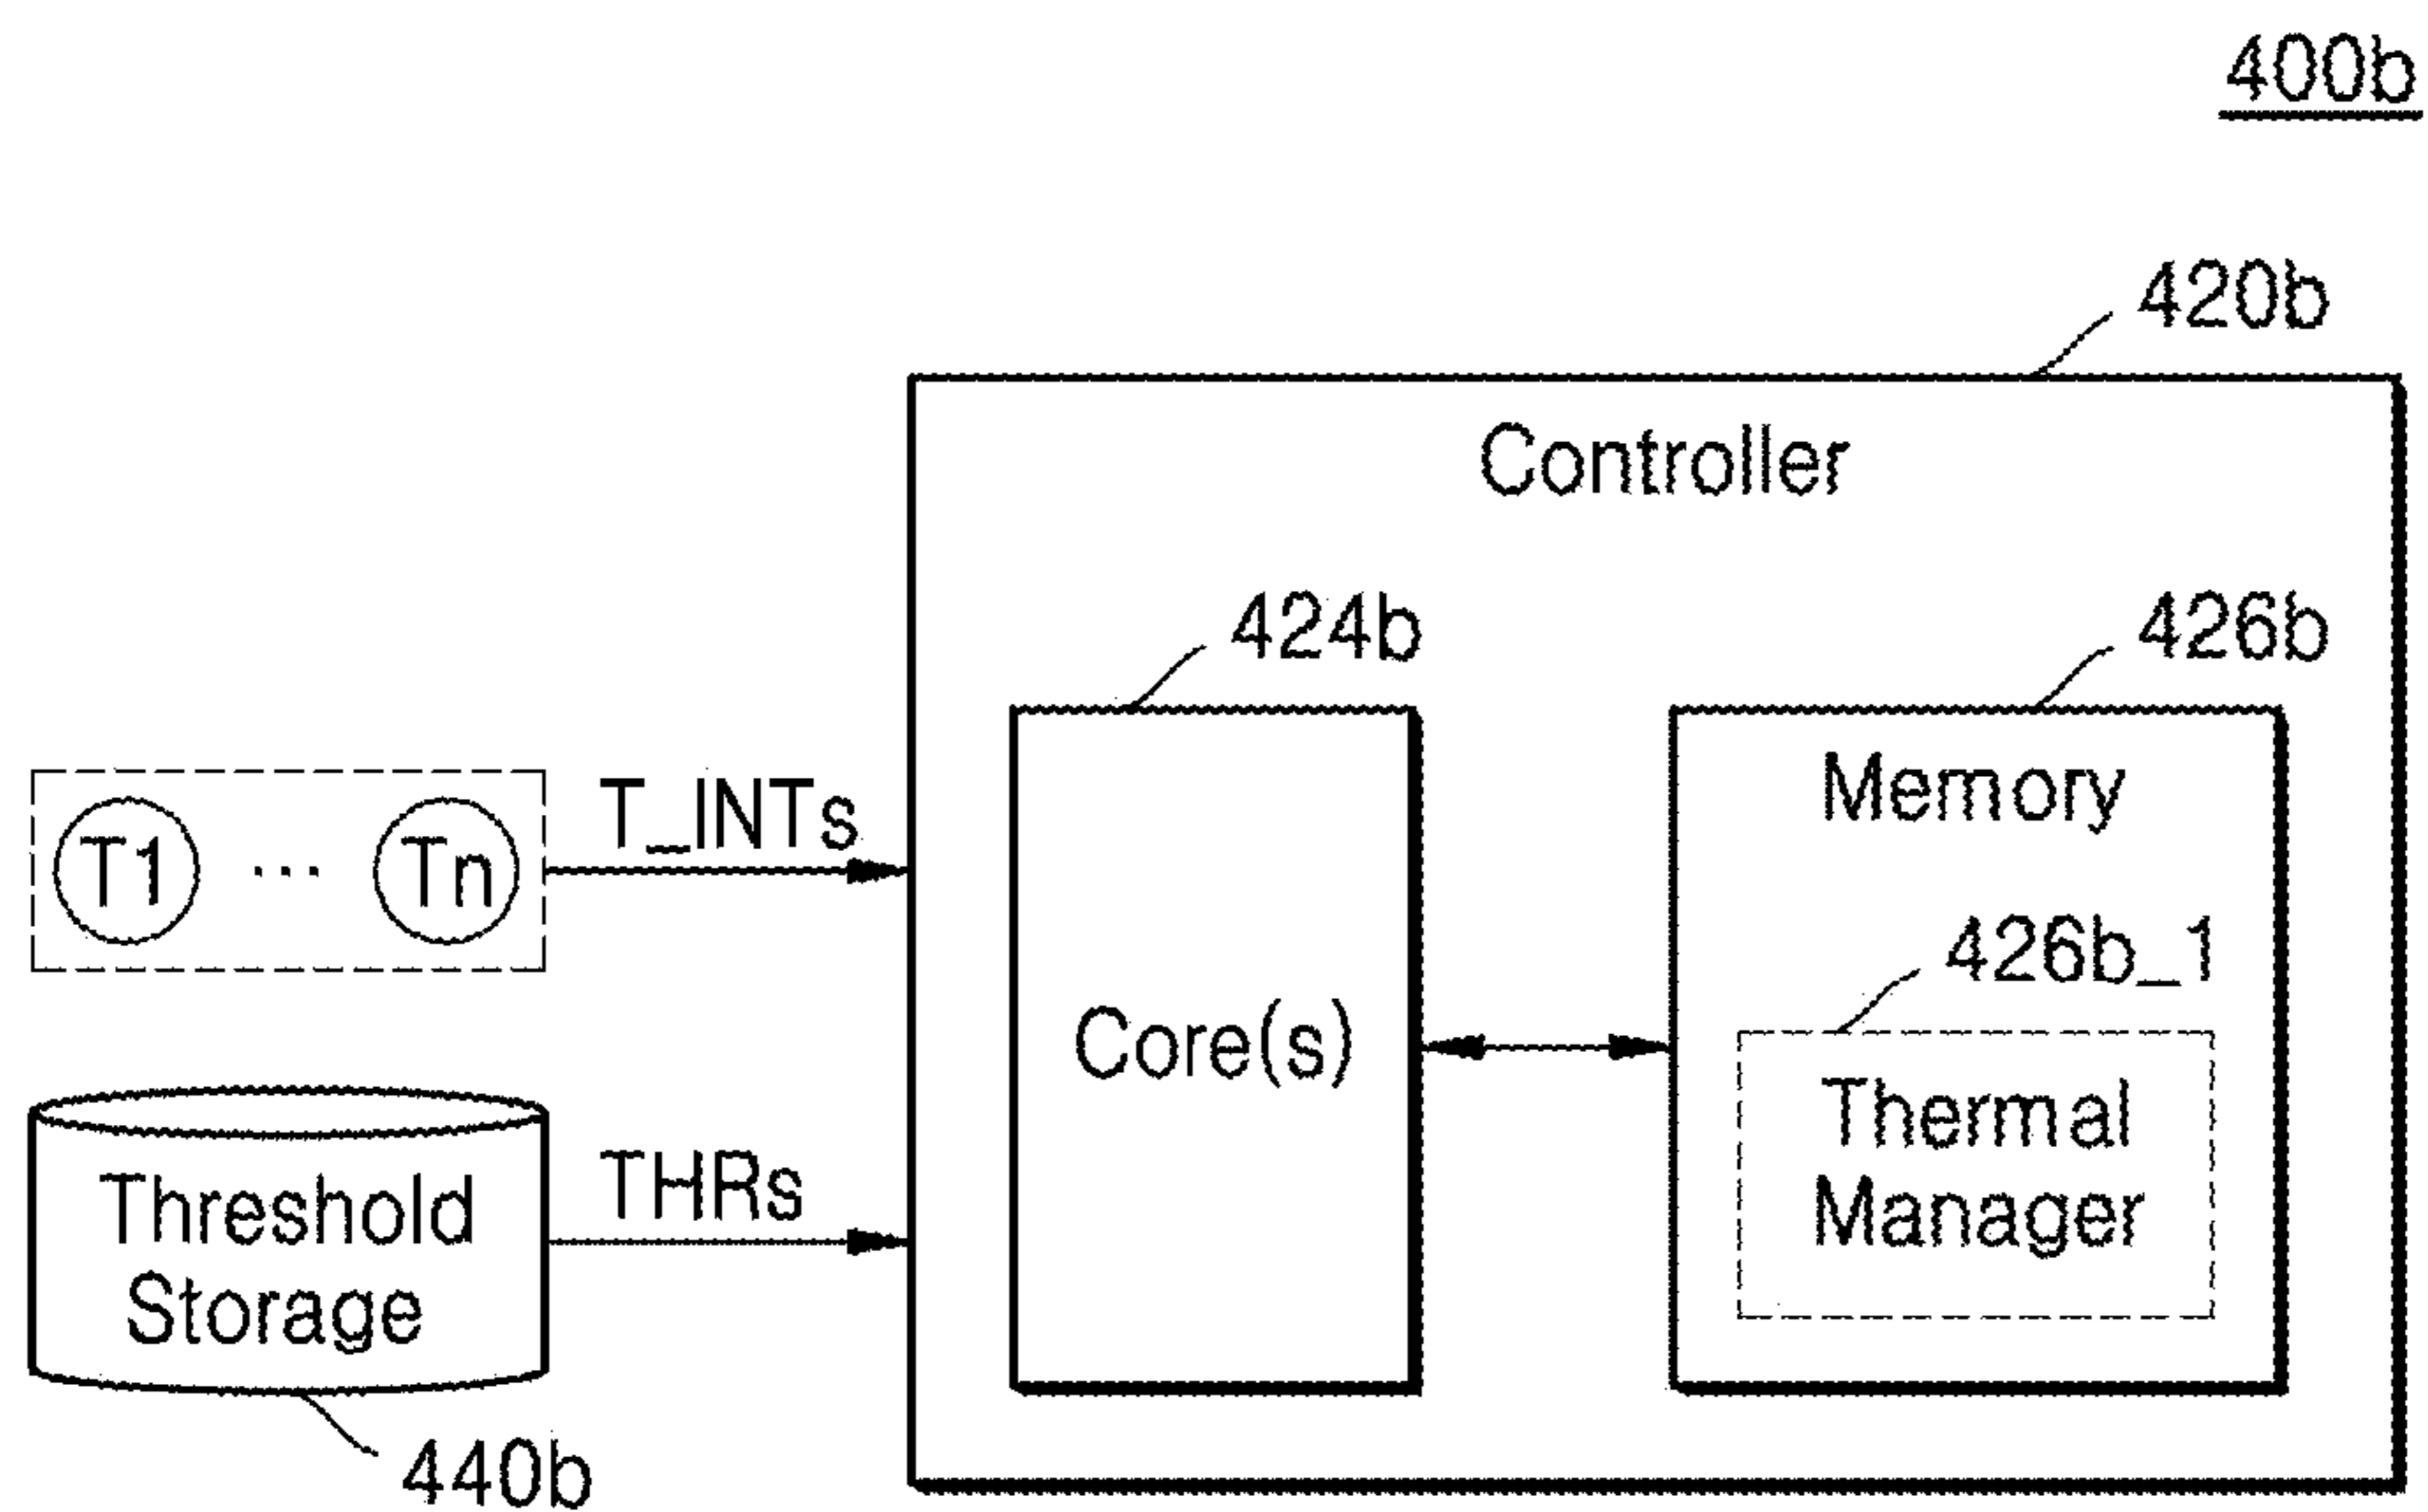 400b
420b
Controller
424b
426b
Memory
T_INTs
T1 ... Tn
426b_1
Core(s)
Thermal
Manager
THRs
Threshold
Storage
440b